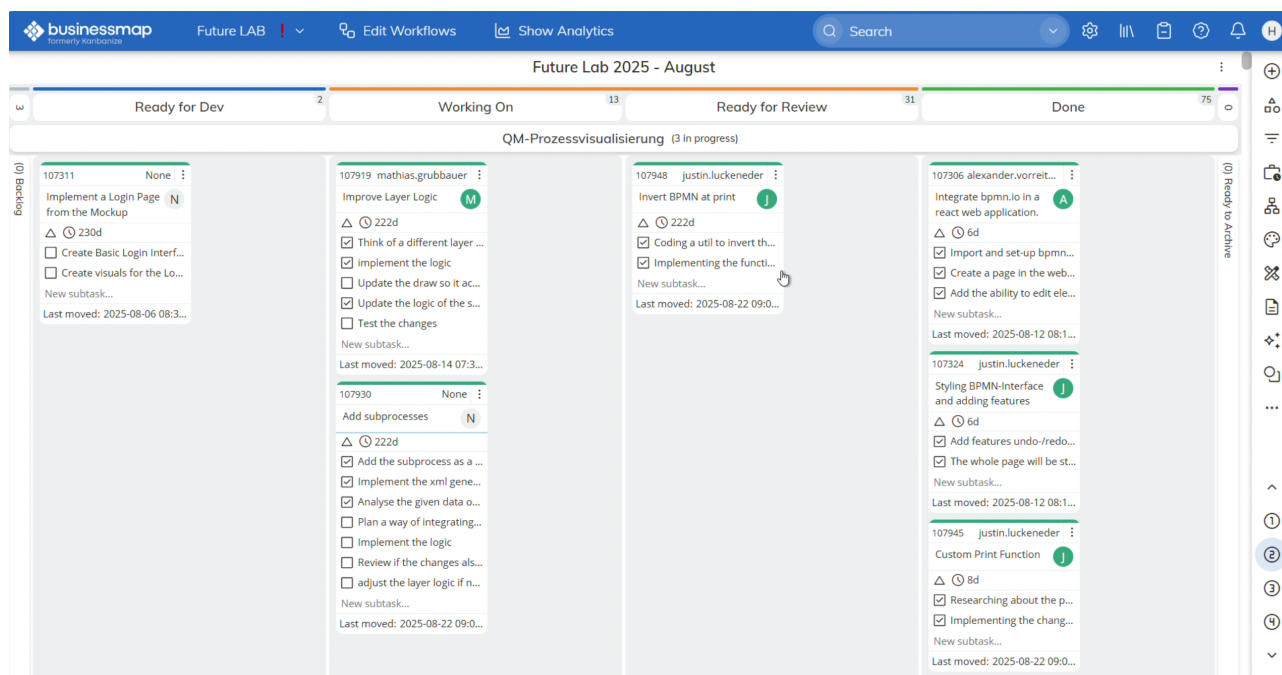 businessmap
formerly Kanbanize
Future LAB
Edit Workflows
Show Analytics
Search
H
Future Lab 2025 - August
3
Ready for Dev 2
Working On 13
Ready for Review 31
Done 75
0
QM-Prozessvisualisierung (3 in progress)
(0) Backlog
107311 None
Implement a Login Page
from the Mockup
N
230d
Create Basic Login Interf...
Create visuals for the Lo...
New subtask...
Last moved: 2025-08-06 08:3...
107919 mathias.grubbauer
Improve Layer Logic
M
222d
Think of a different layer ...
implement the logic
Update the draw so it ac...
Update the logic of the s...
Test the changes
New subtask...
Last moved: 2025-08-14 07:3...
107930 None
Add subprocesses
N
222d
Add the subprocess as a ...
Implement the xml gene...
Analyse the given data o...
Plan a way of integrating...
Implement the logic
Review if the changes als...
adjust the layer logic if n...
New subtask...
Last moved: 2025-08-22 09:0...
107948 justin.luckeneder
Invert BPMN at print
J
222d
Coding a util to invert th...
Implementing the functi...
New subtask...
Last moved: 2025-08-22 09:0...
107306 alexander.vorreit...
Integrate bpmn.io in a
react web application.
A
6d
Import and set-up bpmn...
Create a page in the web...
Add the ability to edit ele...
New subtask...
Last moved: 2025-08-12 08:1...
107324 justin.luckeneder
Styling BPMN-Interface
and adding features
J
6d
Add features undo-/redo...
The whole page will be st...
New subtask...
Last moved: 2025-08-12 08:1...
107945 justin.luckeneder
Custom Print Function
J
8d
Researching about the p...
Implementing the chang...
New subtask...
Last moved: 2025-08-22 09:0...
(0) Ready to Archive
1
2
3
4